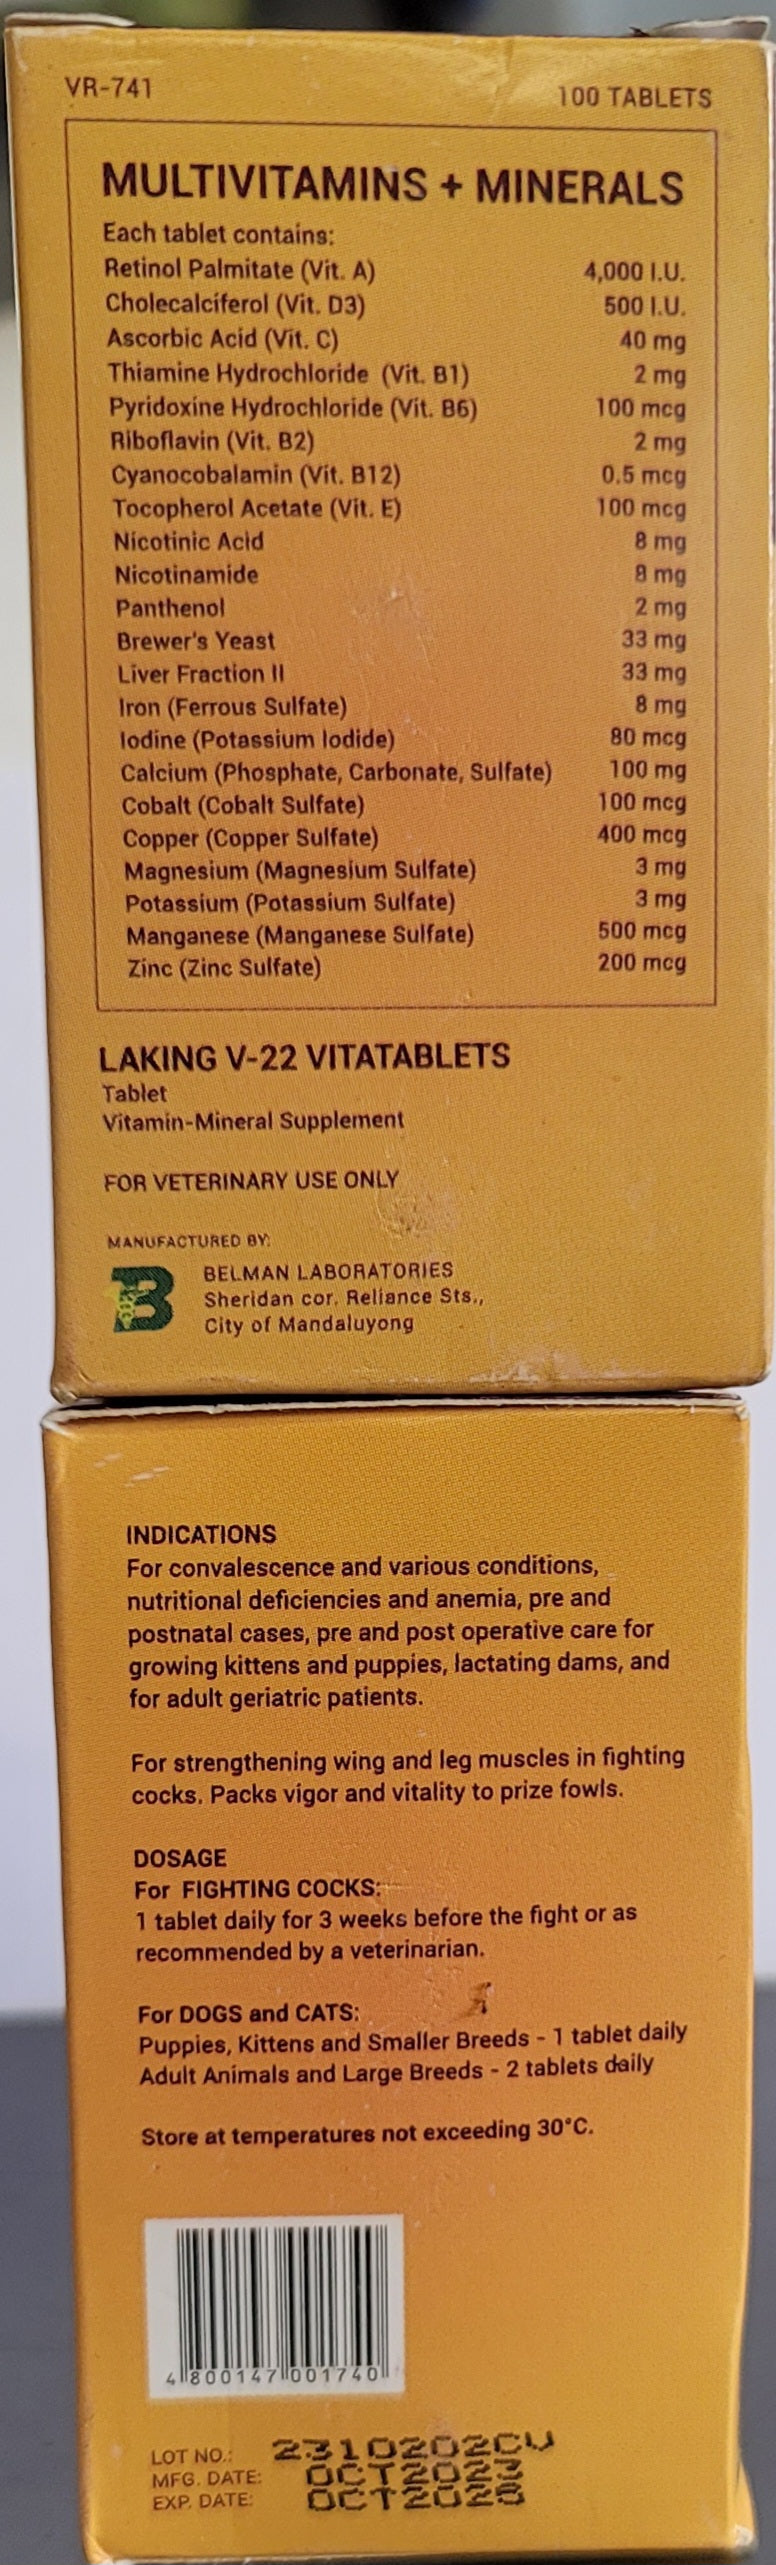 VR-741
100 TABLETS
MULTIVITAMINS + MINERALS
Each tablet contains:
Retinol Palmitate (Vit. A) 4,000 I.U.
Cholecalciferol (Vit. D3) 500 I.U.
Ascorbic Acid (Vit. C) 40 mg
Thiamine Hydrochloride (Vit. B1) 2 mg
Pyridoxine Hydrochloride (Vit. B6) 100 mcg
Riboflavin (Vit. B2) 2 mg
Cyanocobalamin (Vit. B12) 0.5 mcg
Tocopherol Acetate (Vit. E) 100 mcg
Nicotinic Acid 8 mg
Nicotinamide 8 mg
Panthenol 2 mg
Brewer's Yeast 33 mg
Liver Fraction II 33 mg
Iron (Ferrous Sulfate) 8 mg
Iodine (Potassium Iodide) 80 mcg
Calcium (Phosphate, Carbonate, Sulfate) 100 mg
Cobalt (Cobalt Sulfate) 100 mcg
Copper (Copper Sulfate) 400 mcg
Magnesium (Magnesium Sulfate) 3 mg
Potassium (Potassium Sulfate) 3 mg
Manganese (Manganese Sulfate) 500 mcg
Zinc (Zinc Sulfate) 200 mcg
LAKING V-22 VITATABLETS
Tablet
Vitamin-Mineral Supplement
FOR VETERINARY USE ONLY
MANUFACTURED BY:
B
BELMAN LABORATORIES
Sheridan cor. Reliance Sts.,
City of Mandaluyong
INDICATIONS
For convalescence and various conditions,
nutritional deficiencies and anemia, pre and
postnatal cases, pre and post operative care for
growing kittens and puppies, lactating dams, and
for adult geriatric patients.
For strengthening wing and leg muscles in fighting
cocks. Packs vigor and vitality to prize fowls.
DOSAGE
For FIGHTING COCKS:
1 tablet daily for 3 weeks before the fight or as
recommended by a veterinarian.
For DOGS and CATS:
Puppies, Kittens and Smaller Breeds - 1 tablet daily
Adult Animals and Large Breeds - 2 tablets daily
Store at temperatures not exceeding 30°C.
4 800147 001740
LOT NO.: 2310202CV
MFG. DATE: OCT2023
EXP. DATE: OCT2028